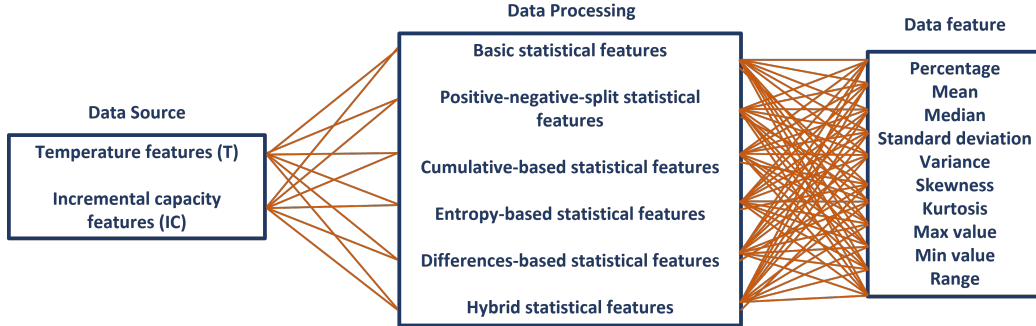 Data Source
Temperature features (T)
Incremental capacity
features (IC)
Data Processing
Basic statistical features
Positive-negative-split statistical
features
Cumulative-based statistical features
Entropy-based statistical features
Differences-based statistical features
Hybrid statistical features
Data feature
Percentage
Mean
Median
Standard deviation
Variance
Skewness
Kurtosis
Max value
Min value
Range